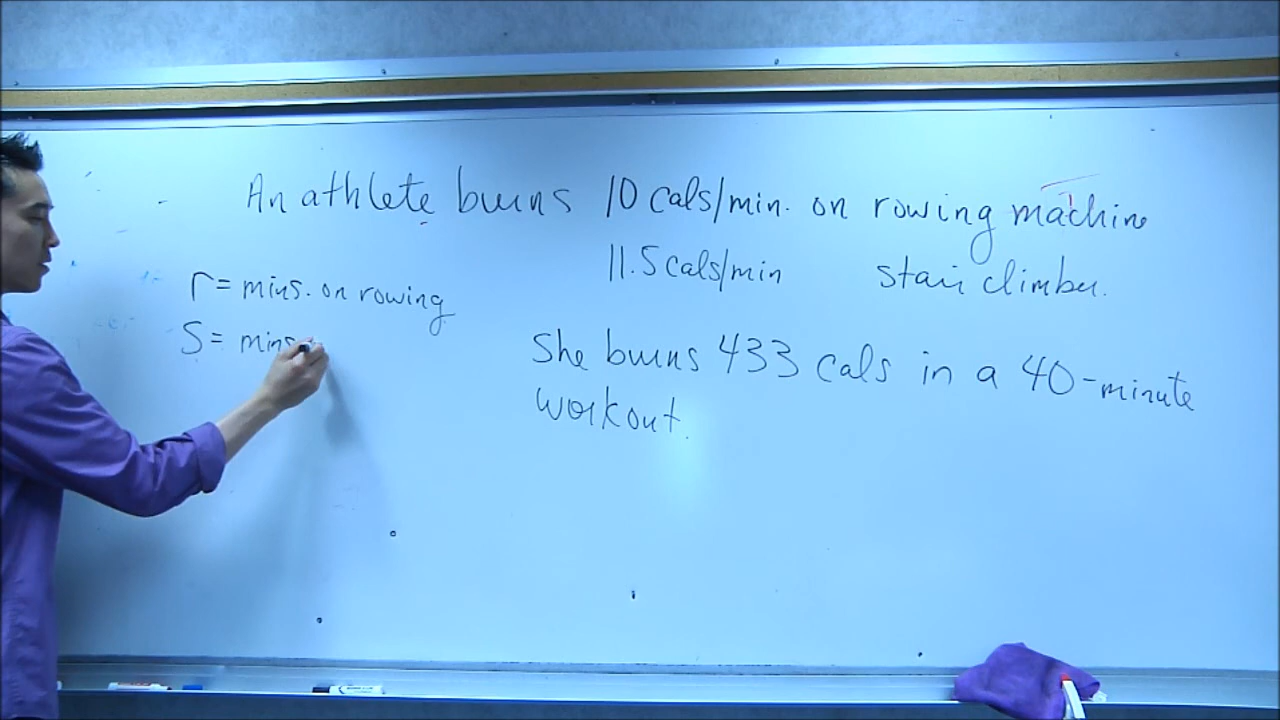 An athlete burns 10 cals/min. on rowing machine
11.5 cals/min stair climber.
r = mins. on rowing
s = mins
She burns 433 cals in a 40-minute
workout.